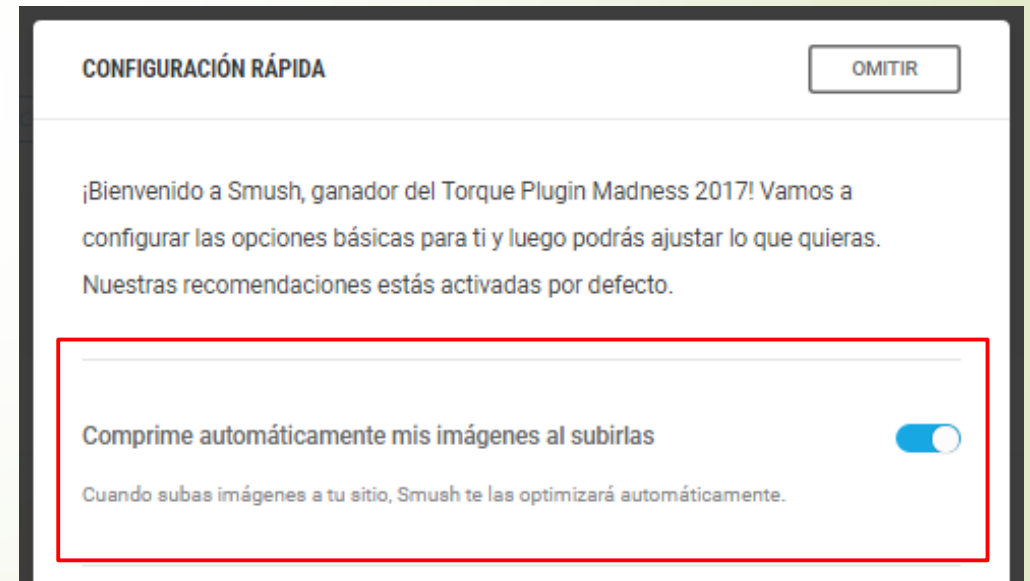 CONFIGURACIÓN RÁPIDA
OMITIR
¡Bienvenido a Smush, ganador del Torque Plugin Madness 2017! Vamos a
configurar las opciones básicas para ti y luego podrás ajustar lo que quieras.
Nuestras recomendaciones estás activadas por defecto.
Comprime automáticamente mis imágenes al subirlas
Cuando subas imágenes a tu sitio, Smush te las optimizará automáticamente.